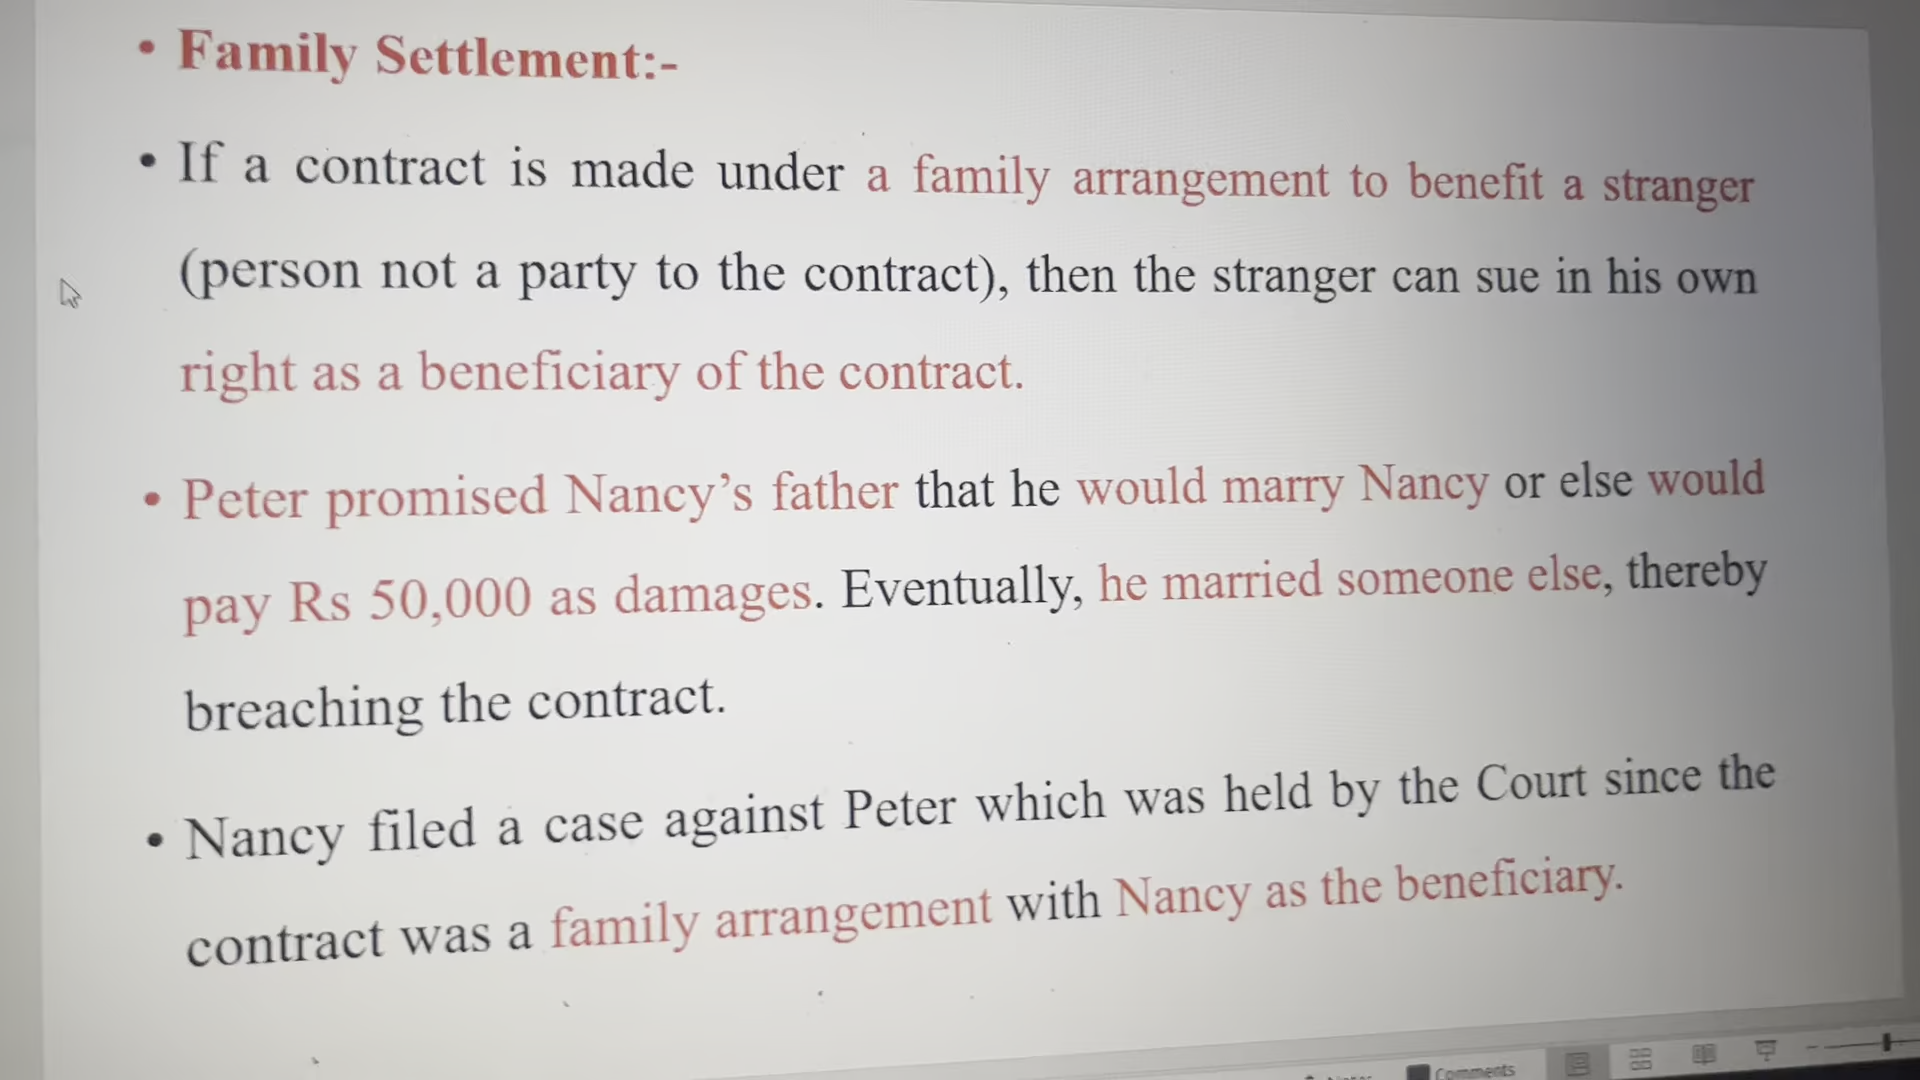 • Family Settlement:-
• If a contract is made under a family arrangement to benefit a stranger
(person not a party to the contract), then the stranger can sue in his own
right as a beneficiary of the contract.
• Peter promised Nancy's father that he would marry Nancy or else would
pay Rs 50,000 as damages. Eventually, he married someone else, thereby
breaching the contract.
• Nancy filed a case against Peter which was held by the Court since the
contract was a family arrangement with Nancy as the beneficiary.
Comments